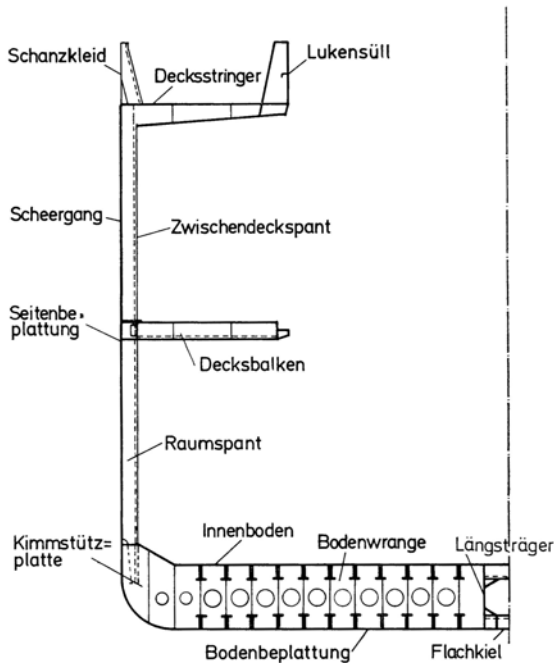 Schanzkleid
Lukensüll
Decksstringer
Scheergang
Zwischendeckspant
Seitenbe=
plattung
Decksbalken
Raumspant
Kimmstütz=
platte
Innenboden
Bodenwrange
Längsträger
Bodenbeplattung
Flachkiel